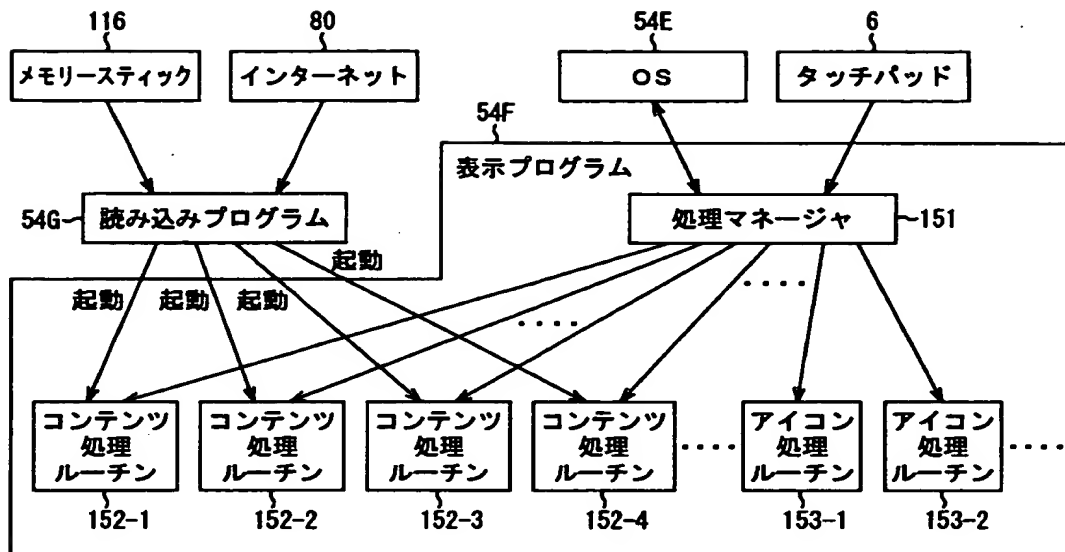 116
80
54E
6
メモリースティック
インターネット
OS
タッチパッド
54F
表示プログラム
54G
読み込みプログラム
処理マネージャ
151
起動
起動
起動
起動
....
....
コンテンツ
処理
ルーチン
コンテンツ
処理
ルーチン
コンテンツ
処理
ルーチン
コンテンツ
処理
ルーチン
....
アイコン
処理
ルーチン
アイコン
処理
ルーチン
....
152-1
152-2
152-3
152-4
153-1
153-2